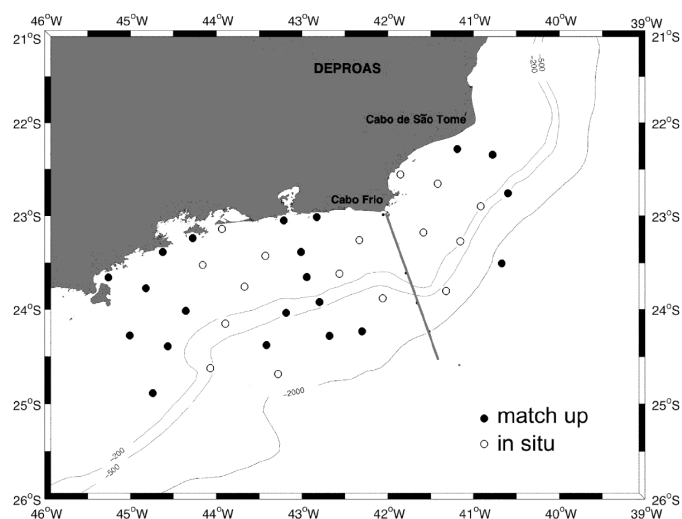 46°W 45°W 44°W 43°W 42°W 41°W 40°W 39°W
21°S 21°S
-500
-200
DEPROAS
22°S Cabo de São Tomé 22°S
Cabo Frio
23°S 23°S
24°S 24°S
-2000
25°S 25°S
match up
in situ
-200
-500
26°S 26°S
46°W 45°W 44°W 43°W 42°W 41°W 40°W 39°W